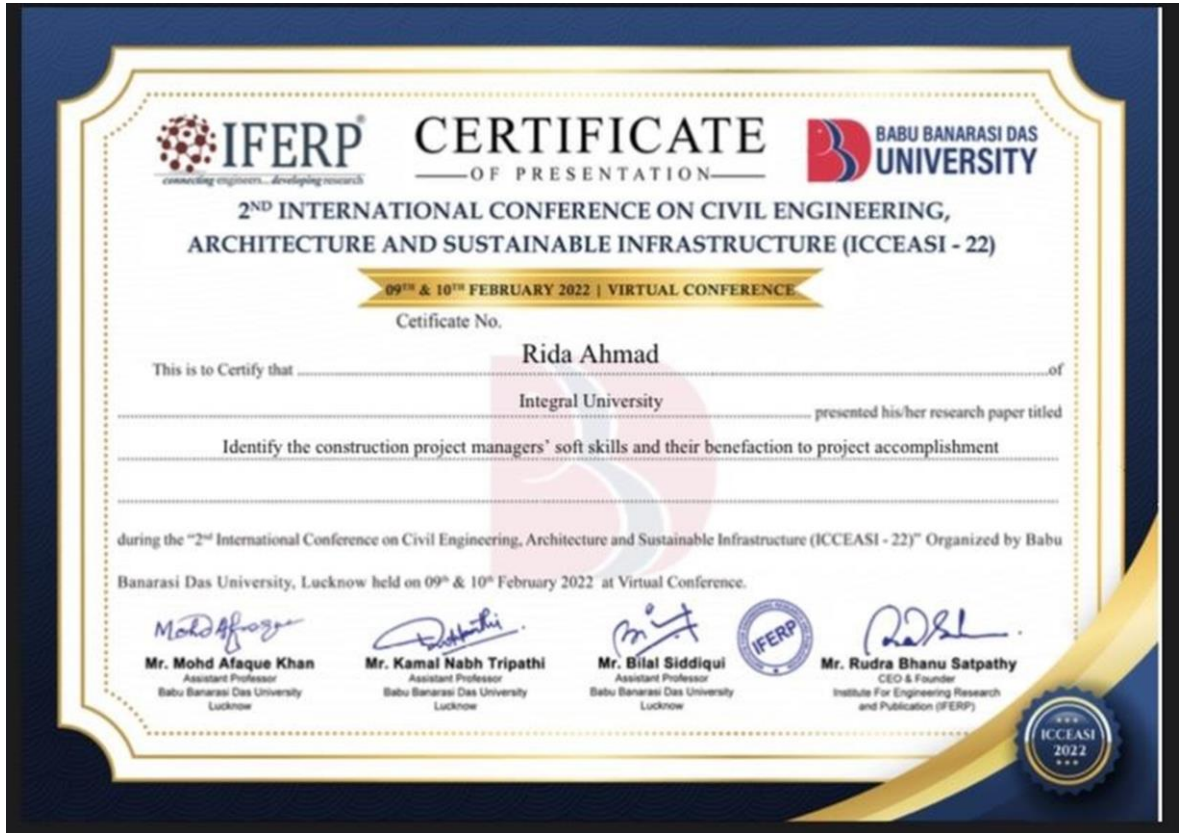 IFERP®
connecting engineers... developing research
CERTIFICATE
OF PRESENTATION
BABU BANARASI DAS
UNIVERSITY
2ND INTERNATIONAL CONFERENCE ON CIVIL ENGINEERING,
ARCHITECTURE AND SUSTAINABLE INFRASTRUCTURE (ICCEASI - 22)
09TH & 10TH FEBRUARY 2022 | VIRTUAL CONFERENCE
Cetificate No.
Rida Ahmad
This is to Certify that of
Integral University
presented his/her research paper titled
Identify the construction project managers' soft skills and their benefaction to project accomplishment
during the "2nd International Conference on Civil Engineering, Architecture and Sustainable Infrastructure (ICCEASI - 22)" Organized by Babu
Banarasi Das University, Lucknow held on 09th & 10th February 2022 at Virtual Conference.
IFERP
Mr. Mohd Afaque Khan
Assistant Professor
Babu Banarasi Das University
Lucknow
Mr. Kamal Nabh Tripathi
Assistant Professor
Babu Banarasi Das University
Lucknow
Mr. Bilal Siddiqui
Assistant Professor
Babu Banarasi Das University
Lucknow
Mr. Rudra Bhanu Satpathy
CEO & Founder
Institute For Engineering Research
and Publication (IFERP)
ICCEASI
2022